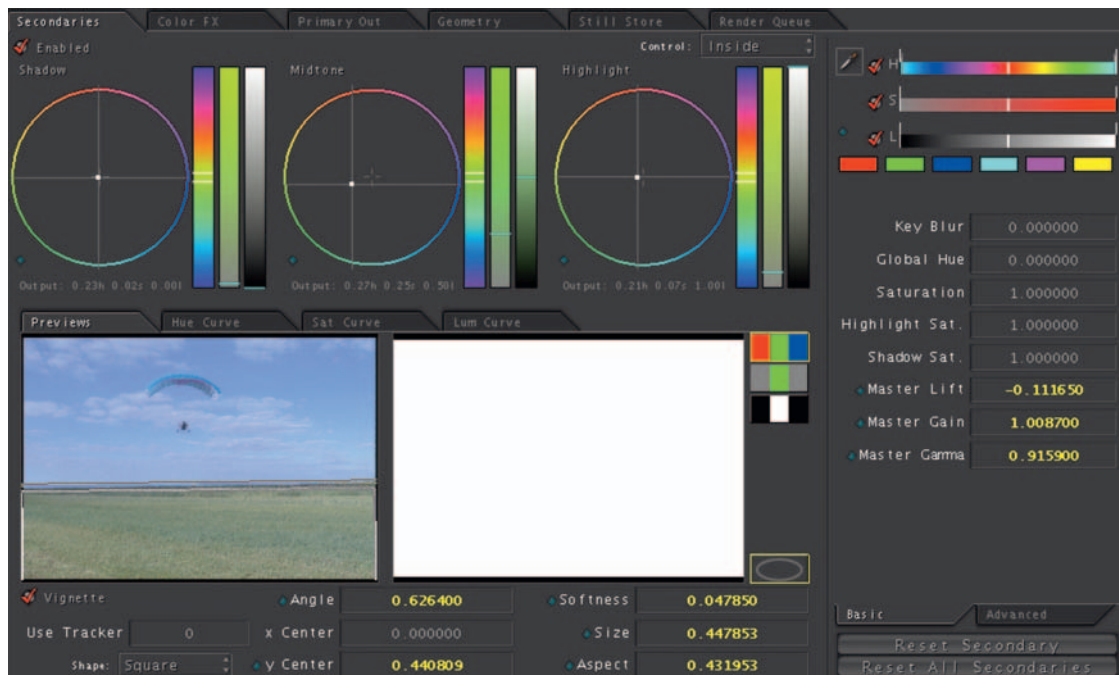 Secondaries Color FX Primary Out Geometry Still Store Render Queue
Enabled
Control: Inside
Shadow Midtone Highlight
H
S
L
Output: 0.23h 0.02s 0.00l Output: 0.27h 0.25s 0.50l Output: 0.21h 0.07s 1.00l
Key Blur 0.000000
Global Hue 0.000000
Saturation 1.000000
Highlight Sat. 1.000000
Shadow Sat. 1.000000
Master Lift -0.111650
Master Gain 1.008700
Master Gamma 0.915900
Previews Hue Curve Sat Curve Lum Curve
Vignette Angle 0.626400 Softness 0.047850
Use Tracker 0 x Center 0.000000 Size 0.447853
Shape: Square y Center 0.440809 Aspect 0.431953
Basic Advanced
Reset Secondary
Reset All Secondaries